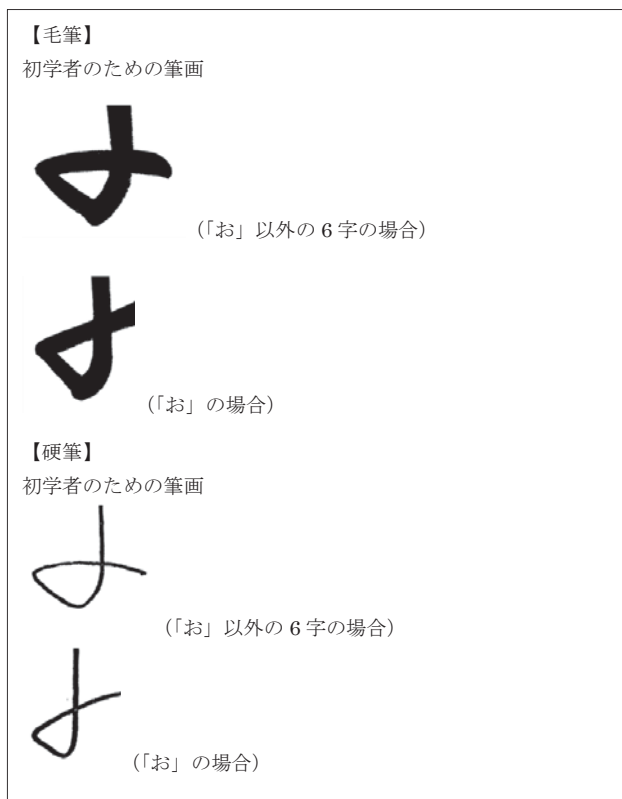 【毛筆】
初学者のための筆画
(「お」以外の 6 字の場合)
(「お」の場合)
【硬筆】
初学者のための筆画
(「お」以外の 6 字の場合)
(「お」の場合)